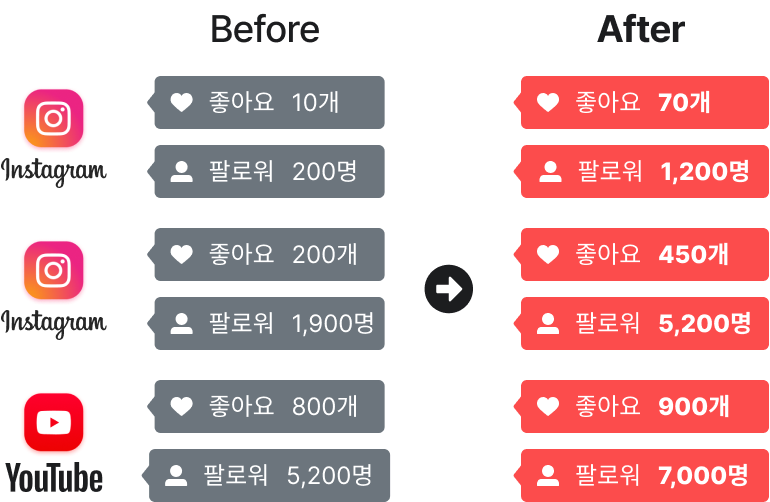 Before After
Instagram
좋아요 10개 좋아요 70개
팔로워 200명 팔로워 1,200명
Instagram
좋아요 200개 좋아요 450개
팔로워 1,900명 팔로워 5,200명
YouTube
좋아요 800개 좋아요 900개
팔로워 5,200명 팔로워 7,000명